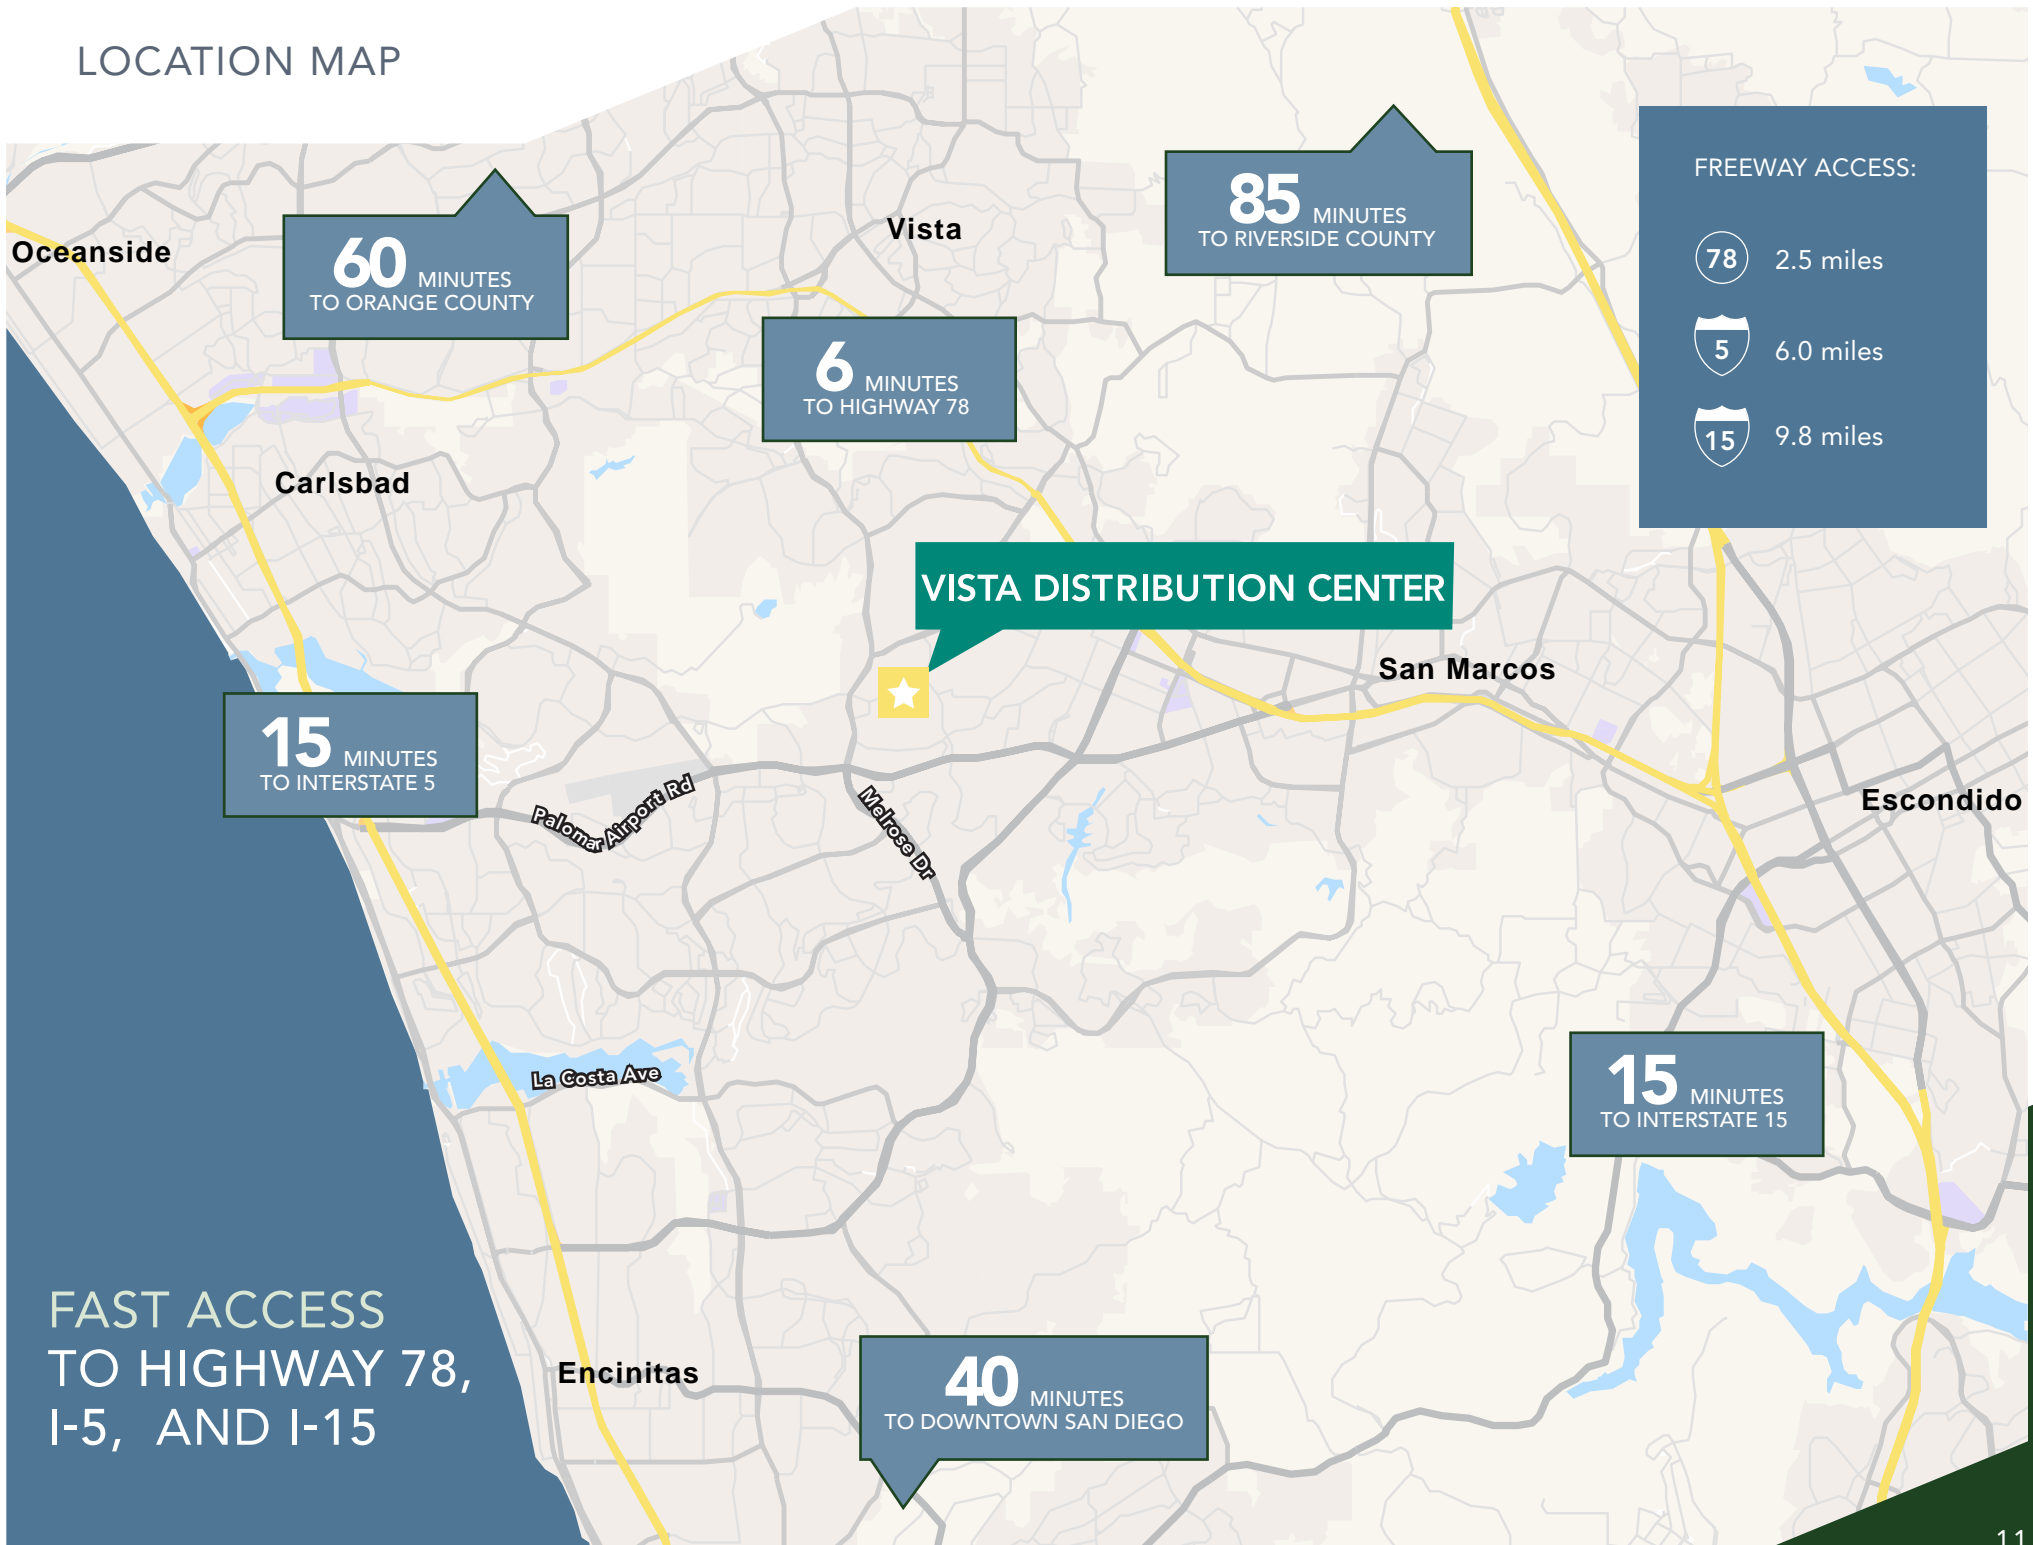 LOCATION MAP
FREEWAY ACCESS:
78 2.5 miles
5 6.0 miles
15 9.8 miles
85 MINUTES
TO RIVERSIDE COUNTY
Vista
Oceanside
60 MINUTES
TO ORANGE COUNTY
6 MINUTES
TO HIGHWAY 78
Carlsbad
VISTA DISTRIBUTION CENTER
San Marcos
15 MINUTES
TO INTERSTATE 5
Palomar Airport Rd
Melrose Dr
Escondido
La Costa Ave
15 MINUTES
TO INTERSTATE 15
FAST ACCESS
TO HIGHWAY 78,
I-5, AND I-15
Encinitas
40 MINUTES
TO DOWNTOWN SAN DIEGO
11